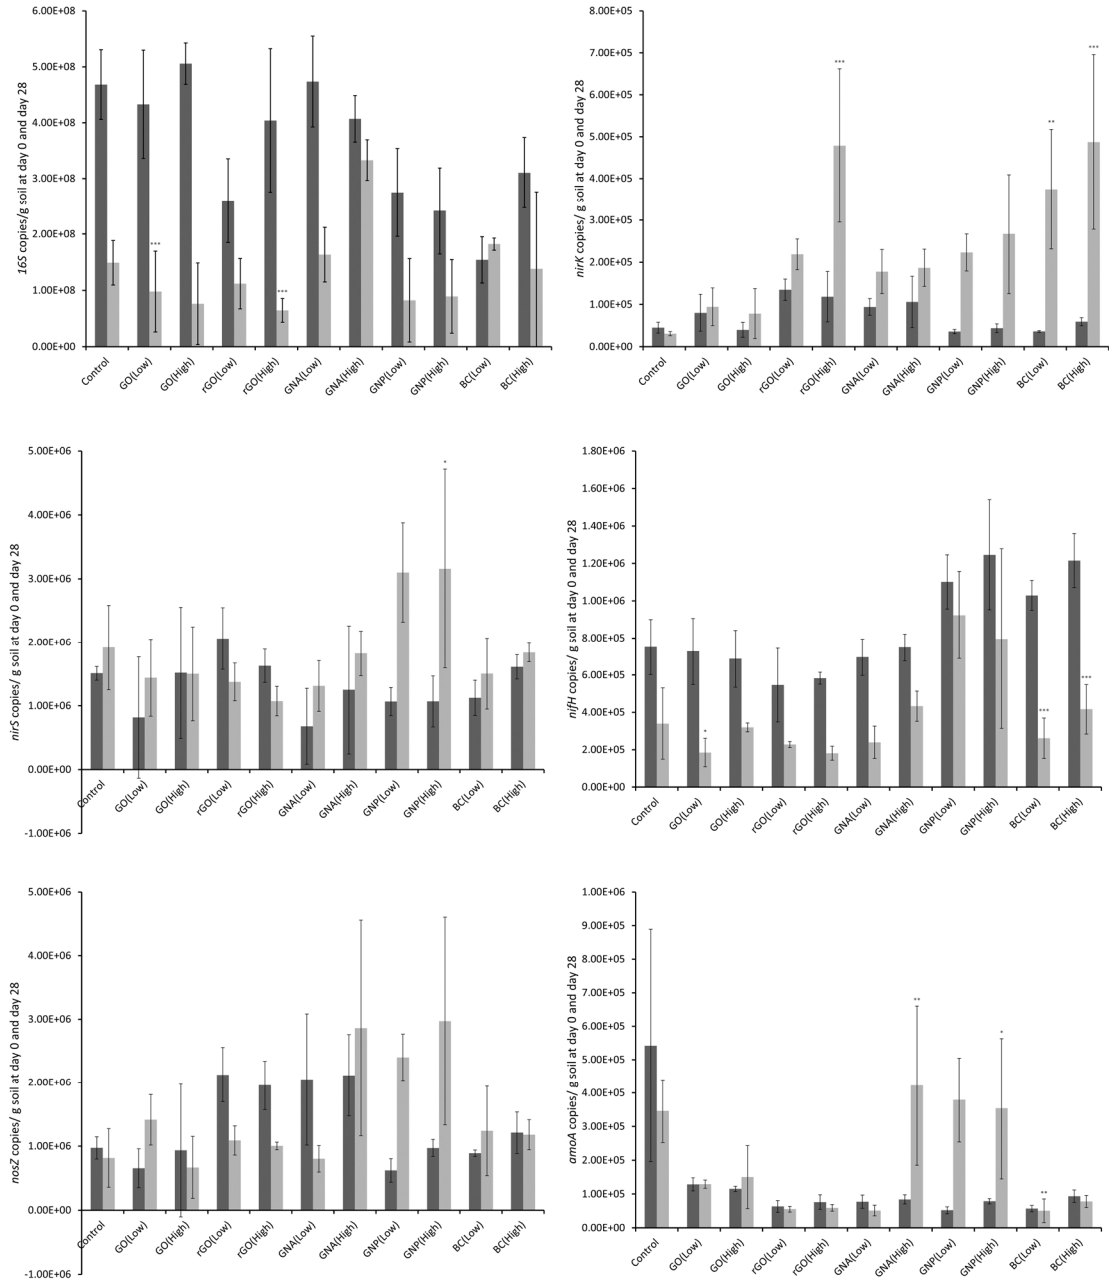 16S copies/g soil at day 0 and day 28
6.00E+08
5.00E+08
4.00E+08
3.00E+08
2.00E+08
1.00E+08
0.00E+00
***
***
Control
GO(Low)
GO(High)
rGO(Low)
rGO(High)
GNA(Low)
GNA(High)
GNP(Low)
GNP(High)
BC(Low)
BC(High)
nirK copies/ g soil at day 0 and day 28
8.00E+05
7.00E+05
6.00E+05
5.00E+05
4.00E+05
3.00E+05
2.00E+05
1.00E+05
0.00E+00
***
**
***
Control
GO(Low)
GO(High)
rGO(Low)
rGO(High)
GNA(Low)
GNA(High)
GNP(Low)
GNP(High)
BC(Low)
BC(High)
nirS copies/ g soil at day 0 and day 28
5.00E+06
4.00E+06
3.00E+06
2.00E+06
1.00E+06
0.00E+00
-1.00E+06
*
Control
GO(Low)
GO(High)
rGO(Low)
rGO(High)
GNA(Low)
GNA(High)
GNP(Low)
GNP(High)
BC(Low)
BC(High)
nifH copies/ g soil at day 0 and day 28
1.80E+06
1.60E+06
1.40E+06
1.20E+06
1.00E+06
8.00E+05
6.00E+05
4.00E+05
2.00E+05
0.00E+00
*
***
***
Control
GO(Low)
GO(High)
rGO(Low)
rGO(High)
GNA(Low)
GNA(High)
GNP(Low)
GNP(High)
BC(Low)
BC(High)
nosZ copies/ g soil at day 0 and day 28
5.00E+06
4.00E+06
3.00E+06
2.00E+06
1.00E+06
0.00E+00
-1.00E+06
Control
GO(Low)
GO(High)
rGO(Low)
rGO(High)
GNA(Low)
GNA(High)
GNP(Low)
GNP(High)
BC(Low)
BC(High)
amoA copies/ g soil at day 0 and day 28
1.00E+06
9.00E+05
8.00E+05
7.00E+05
6.00E+05
5.00E+05
4.00E+05
3.00E+05
2.00E+05
1.00E+05
0.00E+00
**
*
**
Control
GO(Low)
GO(High)
rGO(Low)
rGO(High)
GNA(Low)
GNA(High)
GNP(Low)
GNP(High)
BC(Low)
BC(High)